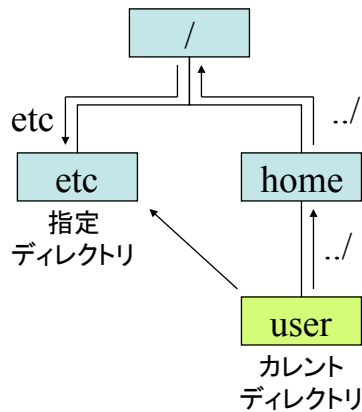 /
etc
../
etc
home
指定
ディレクトリ
../
user
カレント
ディレクトリ